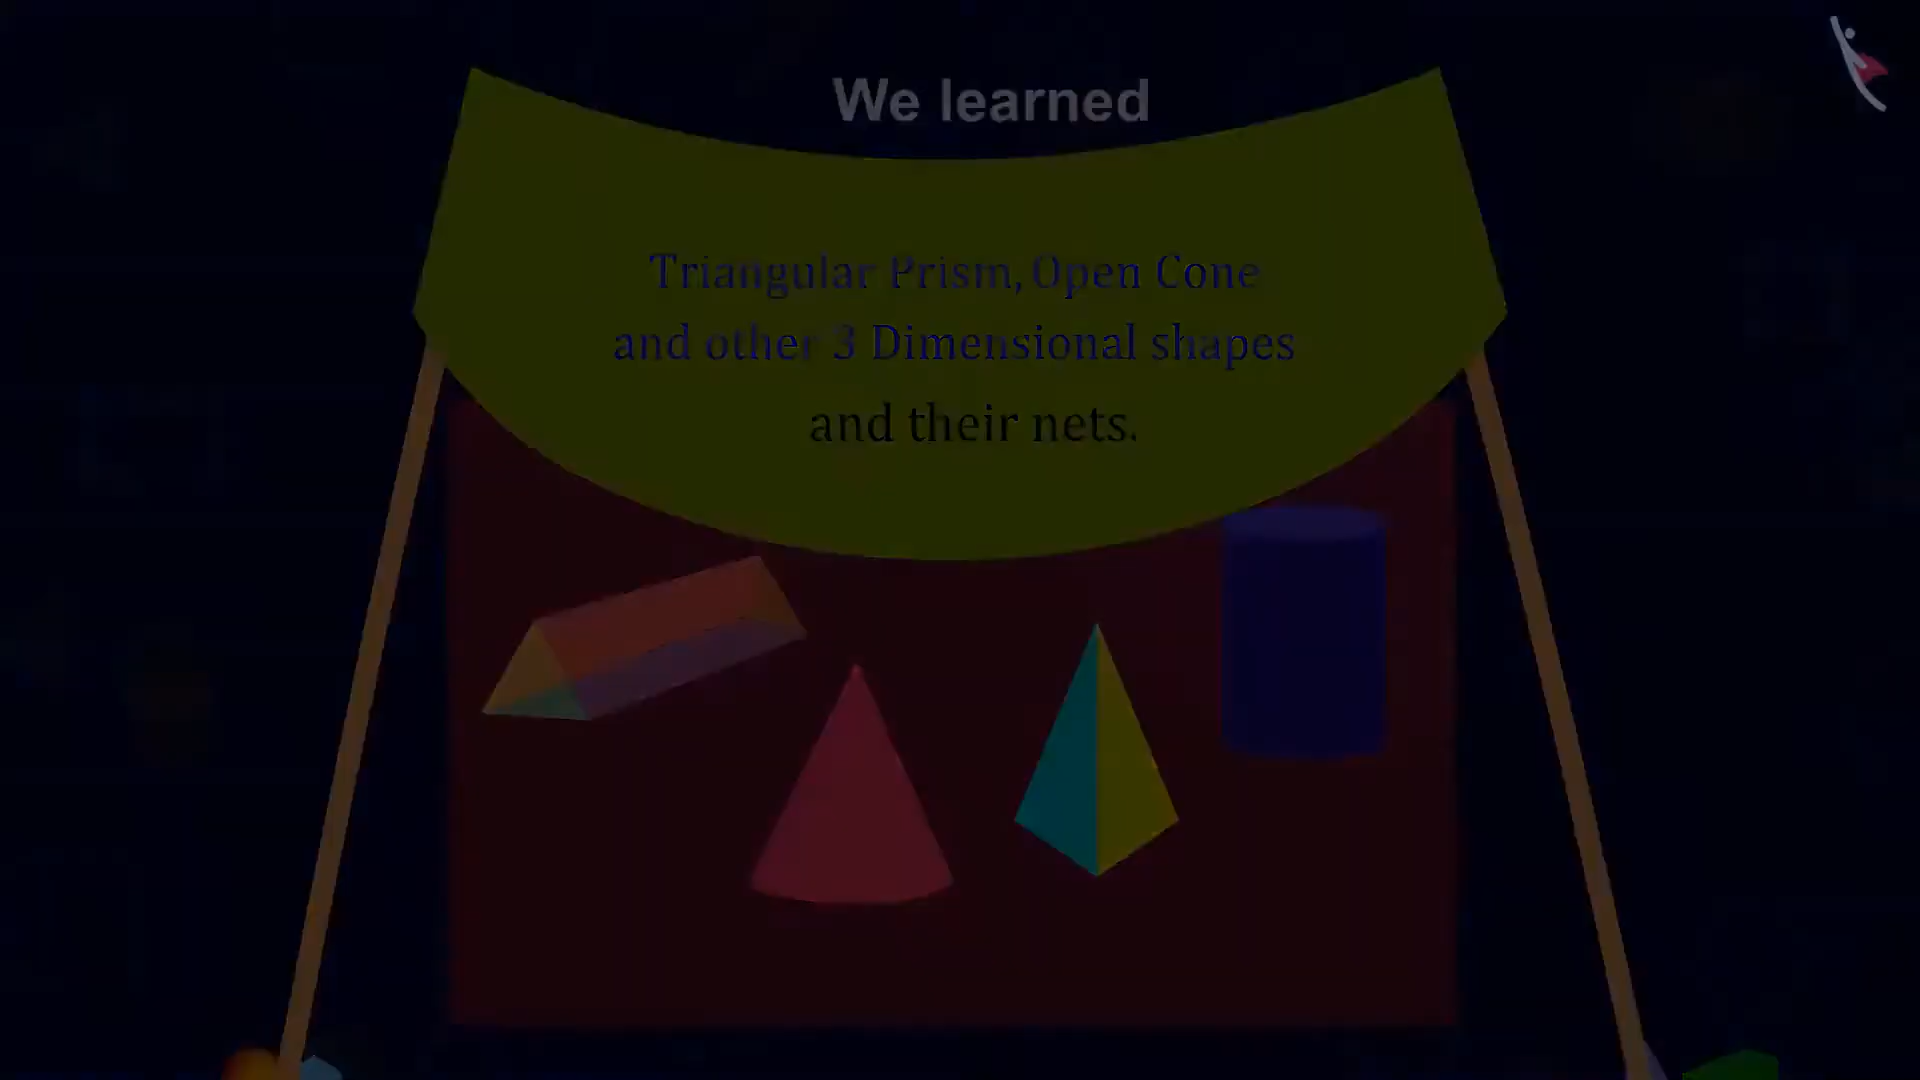 We learned
Triangular Prism, Open Cone
and other 3 Dimensional shapes
and their nets.